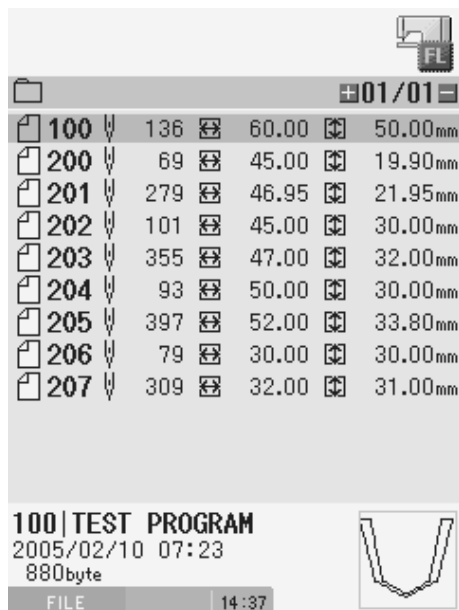 FL
01/01
100 136 60.00 50.00mm
200 69 45.00 19.90mm
201 279 46.95 21.95mm
202 101 45.00 30.00mm
203 355 47.00 32.00mm
204 93 50.00 30.00mm
205 397 52.00 33.80mm
206 79 30.00 30.00mm
207 309 32.00 31.00mm
100|TEST PROGRAM
2005/02/10 07:23
880byte
FILE 14:37